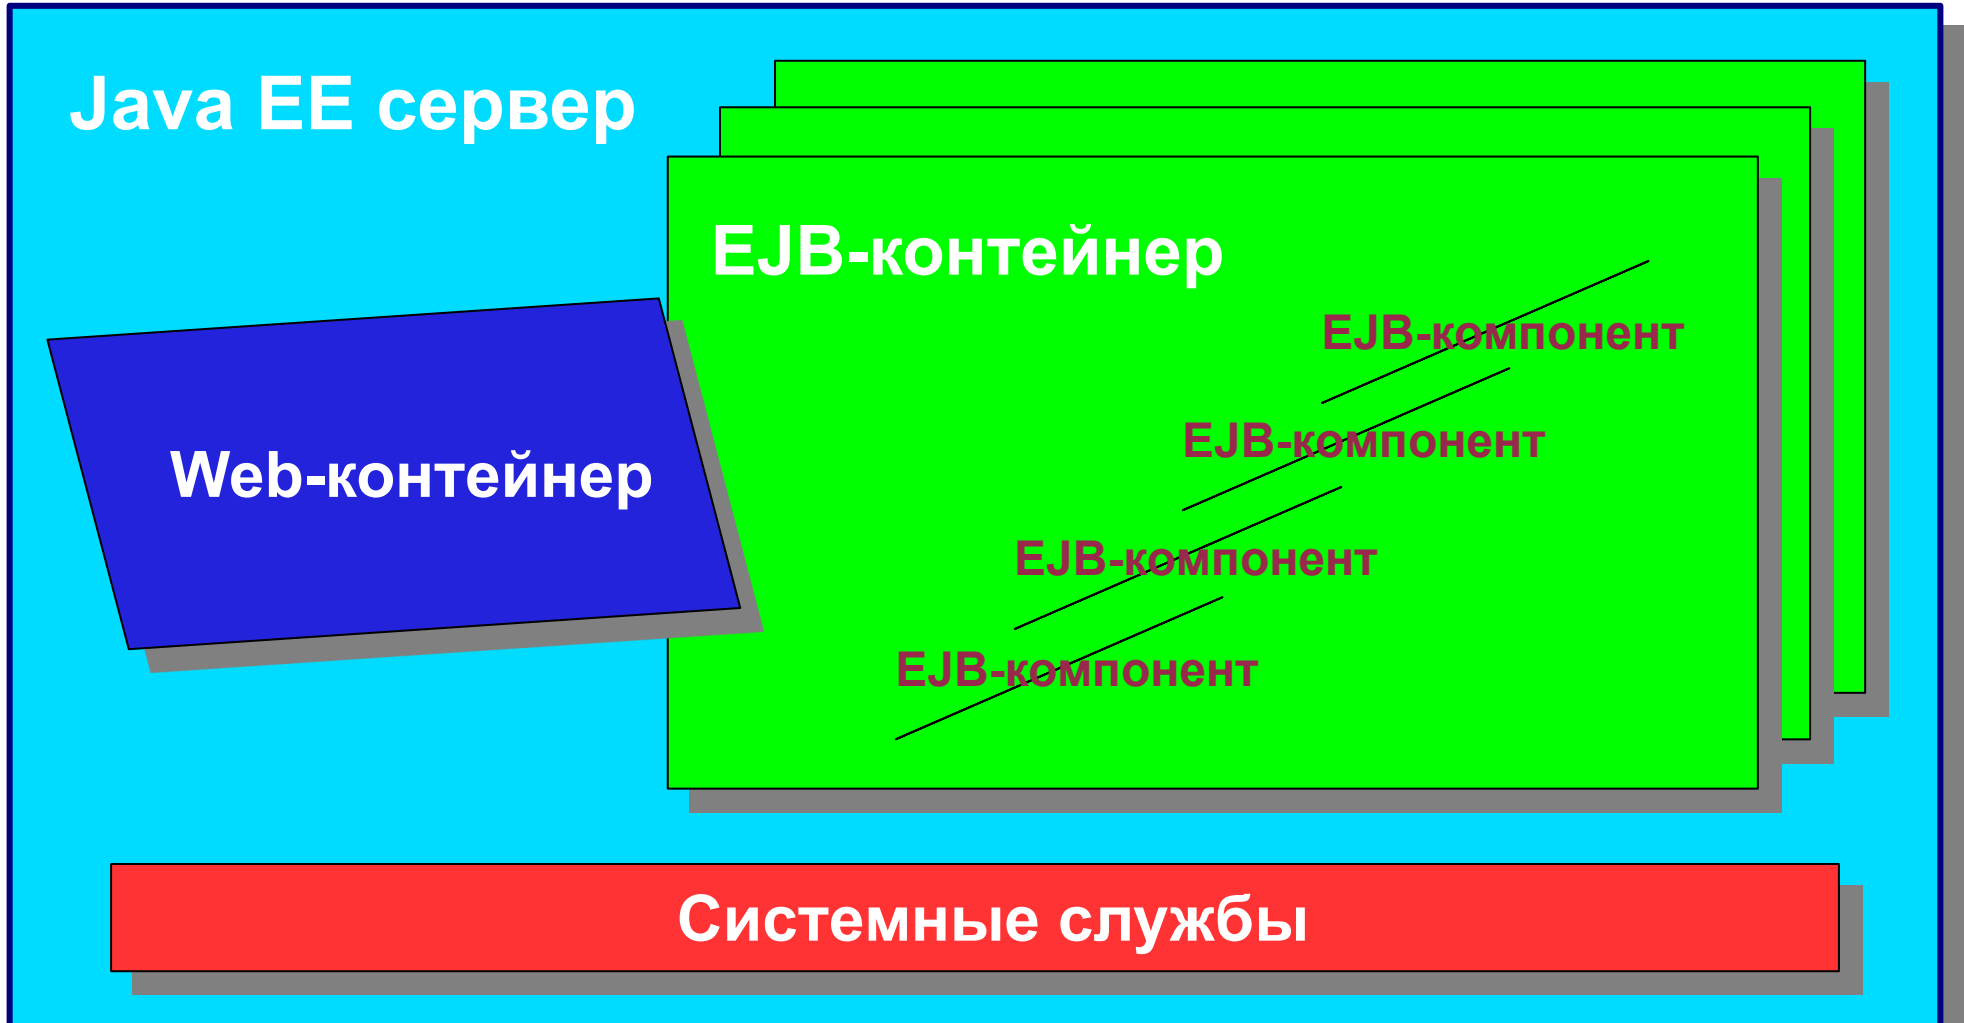 Java EE сервер
EJB-контейнер
EJB-компонент
EJB-компонент
Web-контейнер
EJB-компонент
EJB-компонент
Системные службы